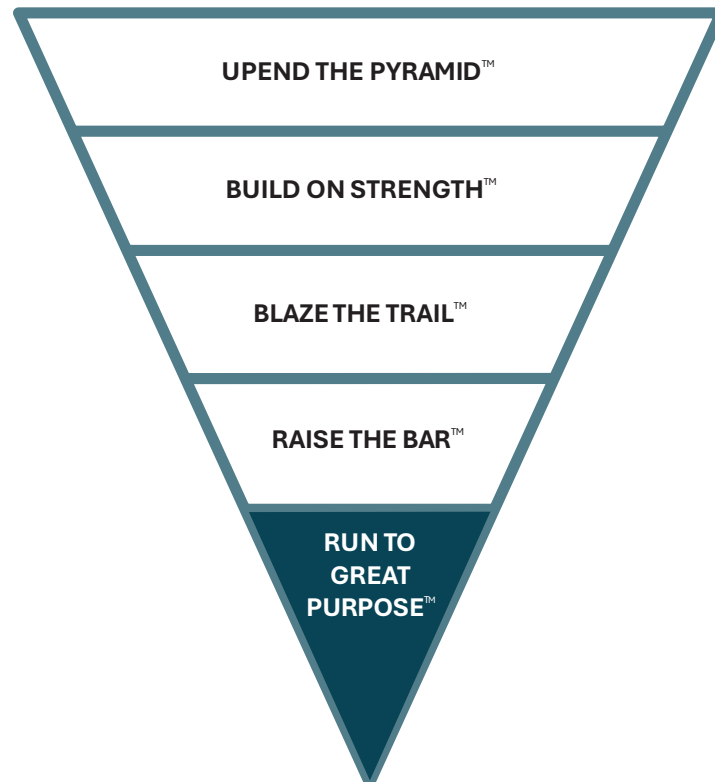 UPEND THE PYRAMID™
BUILD ON STRENGTH™
BLAZE THE TRAIL™
RAISE THE BAR™
RUN TO
GREAT
PURPOSE™